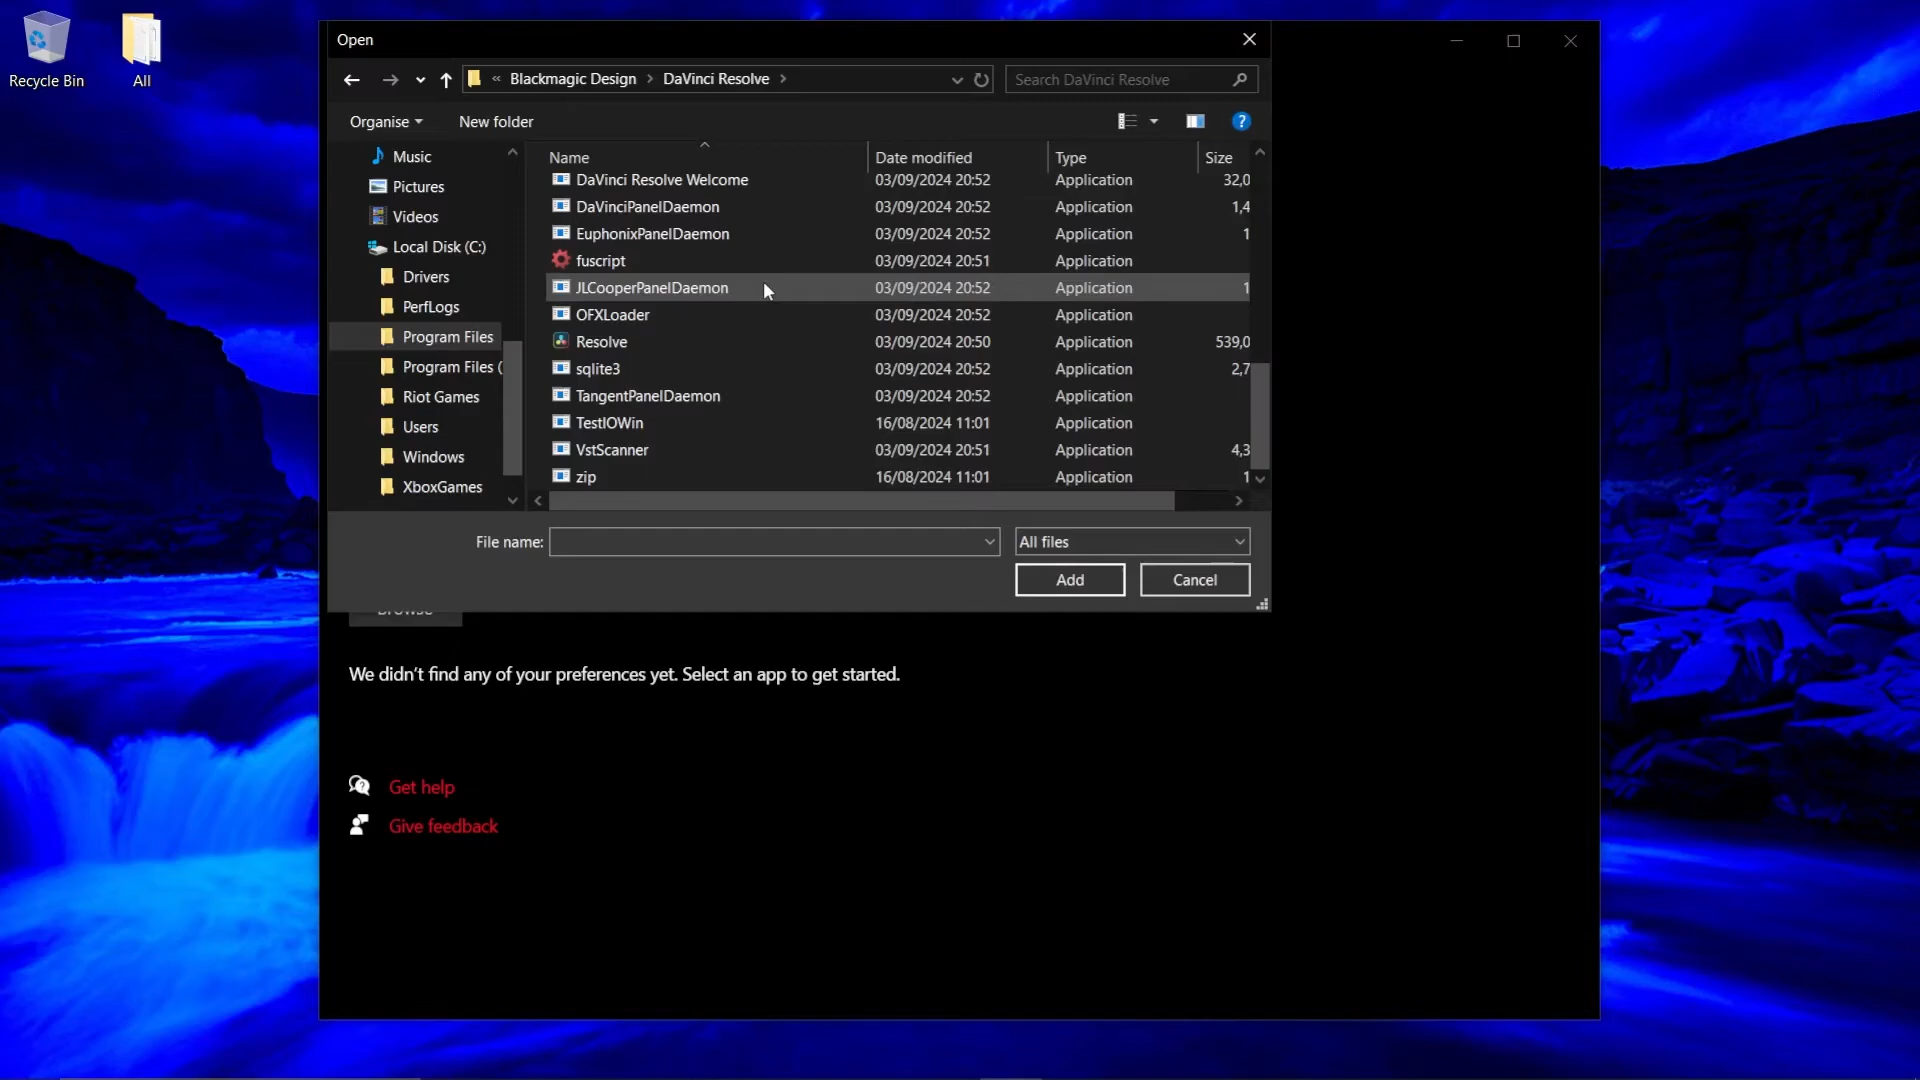 Recycle Bin
All
Open
« Blackmagic Design > DaVinci Resolve >
Search DaVinci Resolve
Organise
New folder
?
Music
Pictures
Videos
Local Disk (C:)
Drivers
PerfLogs
Program Files
Program Files (
Riot Games
Users
Windows
XboxGames
Name Date modified Type Size
DaVinci Resolve Welcome 03/09/2024 20:52 Application 32,0
DaVinciPanelDaemon 03/09/2024 20:52 Application 1,4
EuphonixPanelDaemon 03/09/2024 20:52 Application 1
fuscript 03/09/2024 20:51 Application
JLCooperPanelDaemon 03/09/2024 20:52 Application 1
OFXLoader 03/09/2024 20:52 Application
Resolve 03/09/2024 20:50 Application 539,0
sqlite3 03/09/2024 20:52 Application 2,7
TangentPanelDaemon 03/09/2024 20:52 Application
TestIOWin 16/08/2024 11:01 Application
VstScanner 03/09/2024 20:51 Application 4,3
zip 16/08/2024 11:01 Application 1
File name:
All files
Add
Cancel
Browse
We didn't find any of your preferences yet. Select an app to get started.
Get help
Give feedback